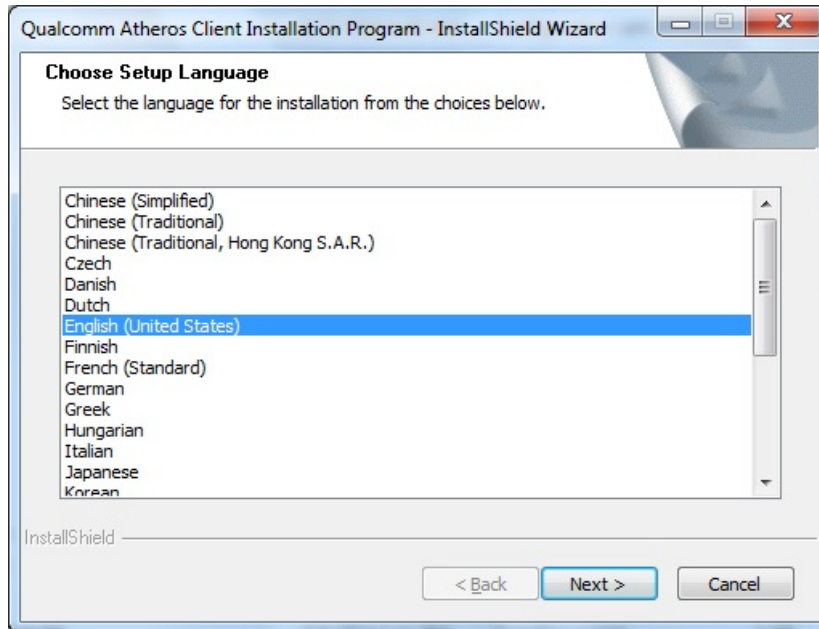 Qualcomm Atheros Client Installation Program - InstallShield Wizard
Choose Setup Language
Select the language for the installation from the choices below.
Chinese (Simplified)
Chinese (Traditional)
Chinese (Traditional, Hong Kong S.A.R.)
Czech
Danish
Dutch
English (United States)
Finnish
French (Standard)
German
Greek
Hungarian
Italian
Japanese
Korean
InstallShield
< Back Next > Cancel